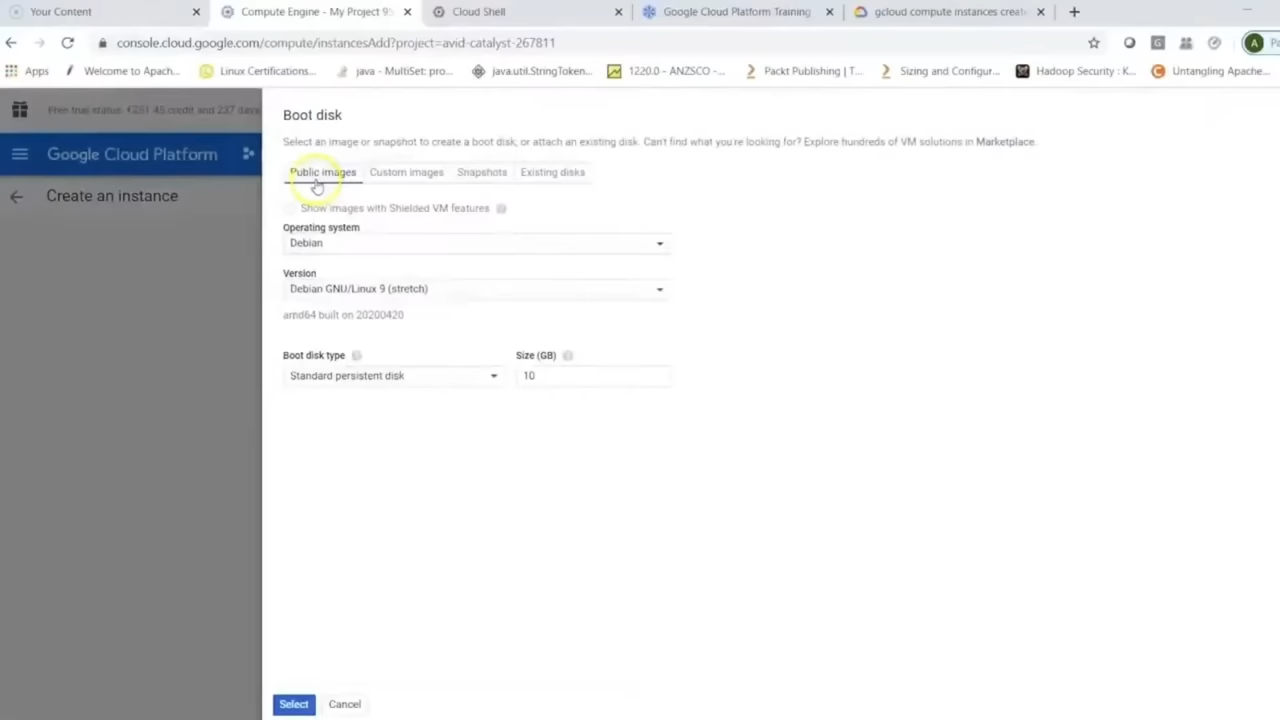 Your Content
Compute Engine - My Project 95
Cloud Shell
Google Cloud Platform Training
gcloud compute instances create
console.cloud.google.com/compute/instancesAdd?project=avid-catalyst-267811
A
Apps
Welcome to Apach...
Linux Certifications...
java - MultiSet: pro...
java.util.StringToken...
1220.0 - ANZSCO -...
Packt Publishing | T...
Sizing and Configur...
Hadoop Security : K...
Untangling Apache...
Free trial status: €251.45 credit and 237 days
Google Cloud Platform
Create an instance
Boot disk
Select an image or snapshot to create a boot disk; or attach an existing disk. Can't find what you're looking for? Explore hundreds of VM solutions in Marketplace.
Public images Custom images Snapshots Existing disks
Show images with Shielded VM features
Operating system
Debian
Version
Debian GNU/Linux 9 (stretch)
amd64 built on 20200420
Boot disk type Size (GB)
Standard persistent disk 10
Select Cancel